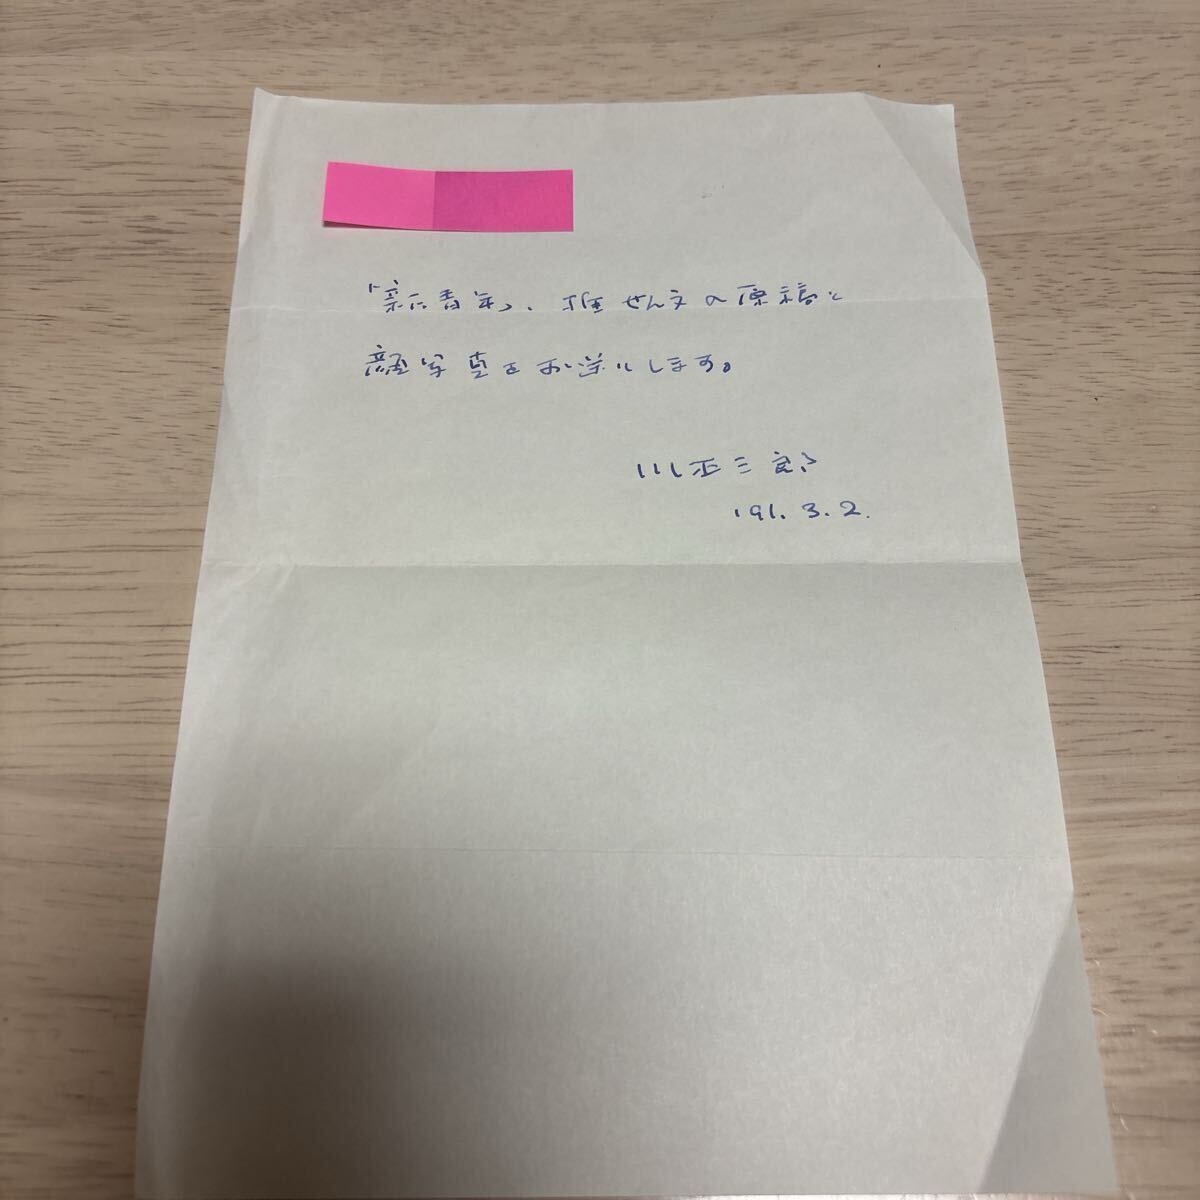 「新青年」、推せん文の原稿と
顔写真をお送りします。
川正三郎
'91. 3. 2.